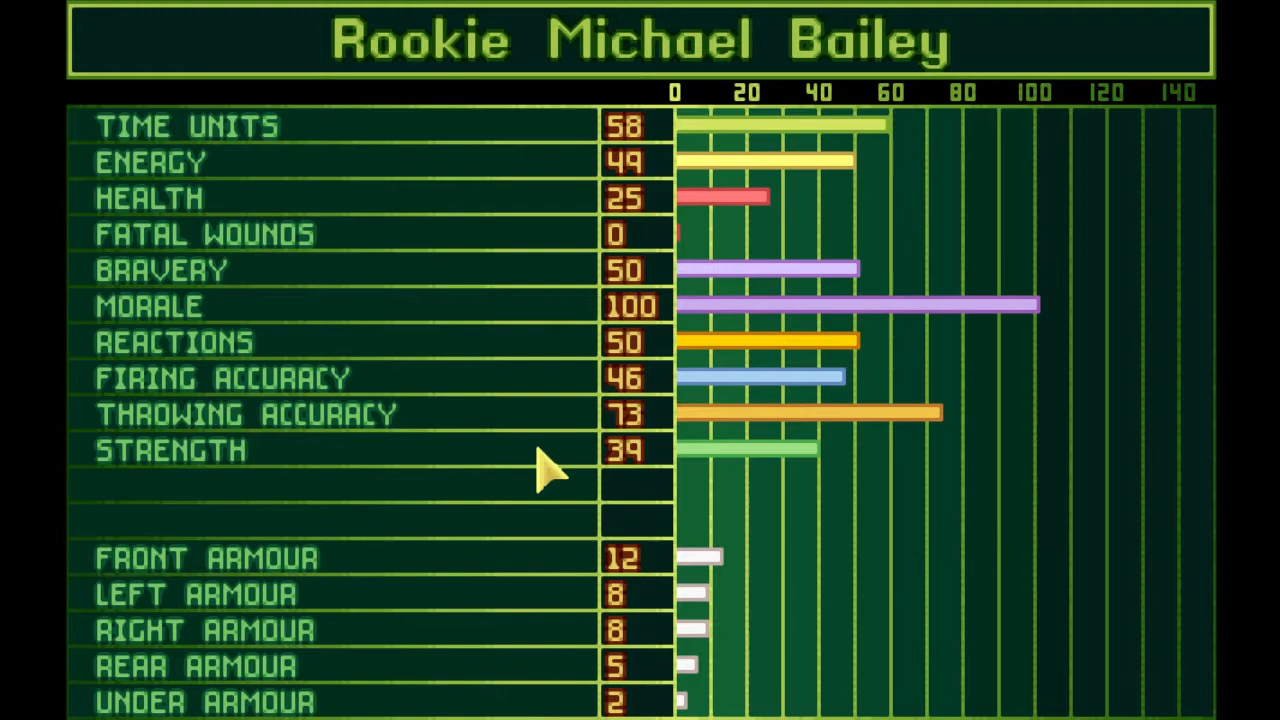 Rookie Michael Bailey
0 20 40 60 80 100 120 140
TIME UNITS 58
ENERGY 49
HEALTH 25
FATAL WOUNDS 0
BRAVERY 50
MORALE 100
REACTIONS 50
FIRING ACCURACY 46
THROWING ACCURACY 73
STRENGTH 39
FRONT ARMOUR 12
LEFT ARMOUR 8
RIGHT ARMOUR 8
REAR ARMOUR 5
UNDER ARMOUR 2